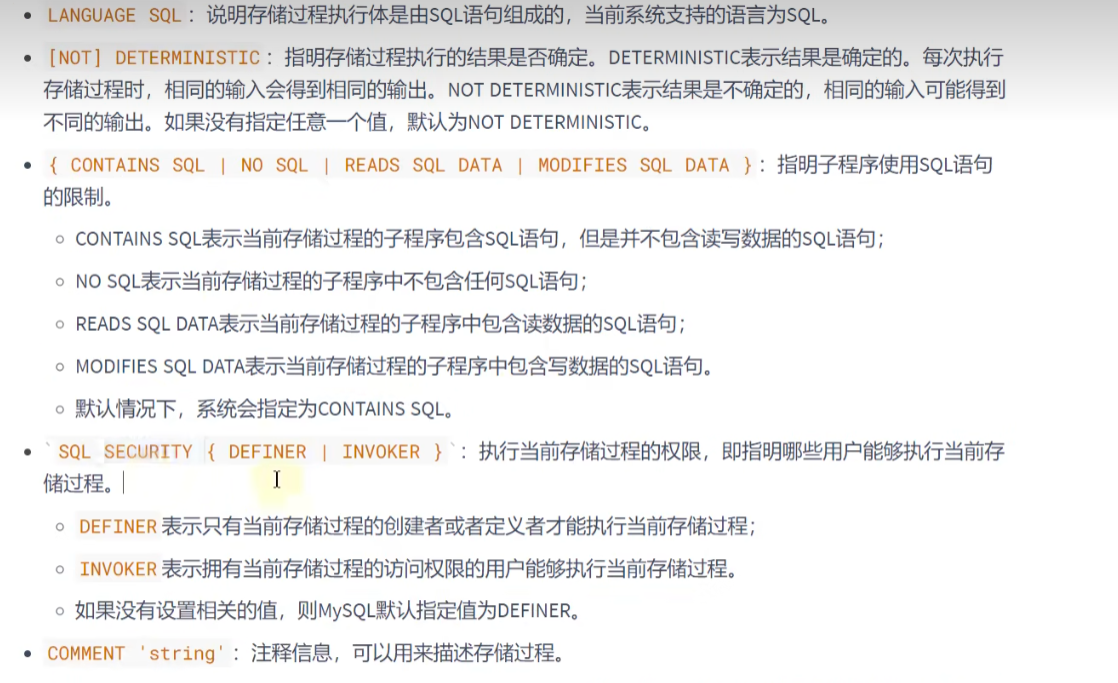 LANGUAGE SQL：说明存储过程执行体是由SQL语句组成的，当前系统支持的语言为SQL。
[NOT] DETERMINISTIC：指明存储过程执行的结果是否确定。DETERMINISTIC表示结果是确定的。每次执行
存储过程时，相同的输入会得到相同的输出。NOT DETERMINISTIC表示结果是不确定的，相同的输入可能得到
不同的输出。如果没有指定任意一个值，默认为NOT DETERMINISTIC。
{ CONTAINS SQL | NO SQL | READS SQL DATA | MODIFIES SQL DATA }：指明子程序使用SQL语句
的限制。
CONTAINS SQL表示当前存储过程的子程序包含SQL语句，但是并不包含读写数据的SQL语句；
NO SQL表示当前存储过程的子程序中不包含任何SQL语句；
READS SQL DATA表示当前存储过程的子程序中包含读数据的SQL语句；
MODIFIES SQL DATA表示当前存储过程的子程序中包含写数据的SQL语句。
默认情况下，系统会指定为CONTAINS SQL。
` SQL SECURITY { DEFINER | INVOKER } `：执行当前存储过程的权限，即指明哪些用户能够执行当前存
储过程。
DEFINER表示只有当前存储过程的创建者或者定义者才能执行当前存储过程；
INVOKER表示拥有当前存储过程的访问权限的用户能够执行当前存储过程。
如果没有设置相关的值，则MySQL默认指定值为DEFINER。
COMMENT 'string'：注释信息，可以用来描述存储过程。